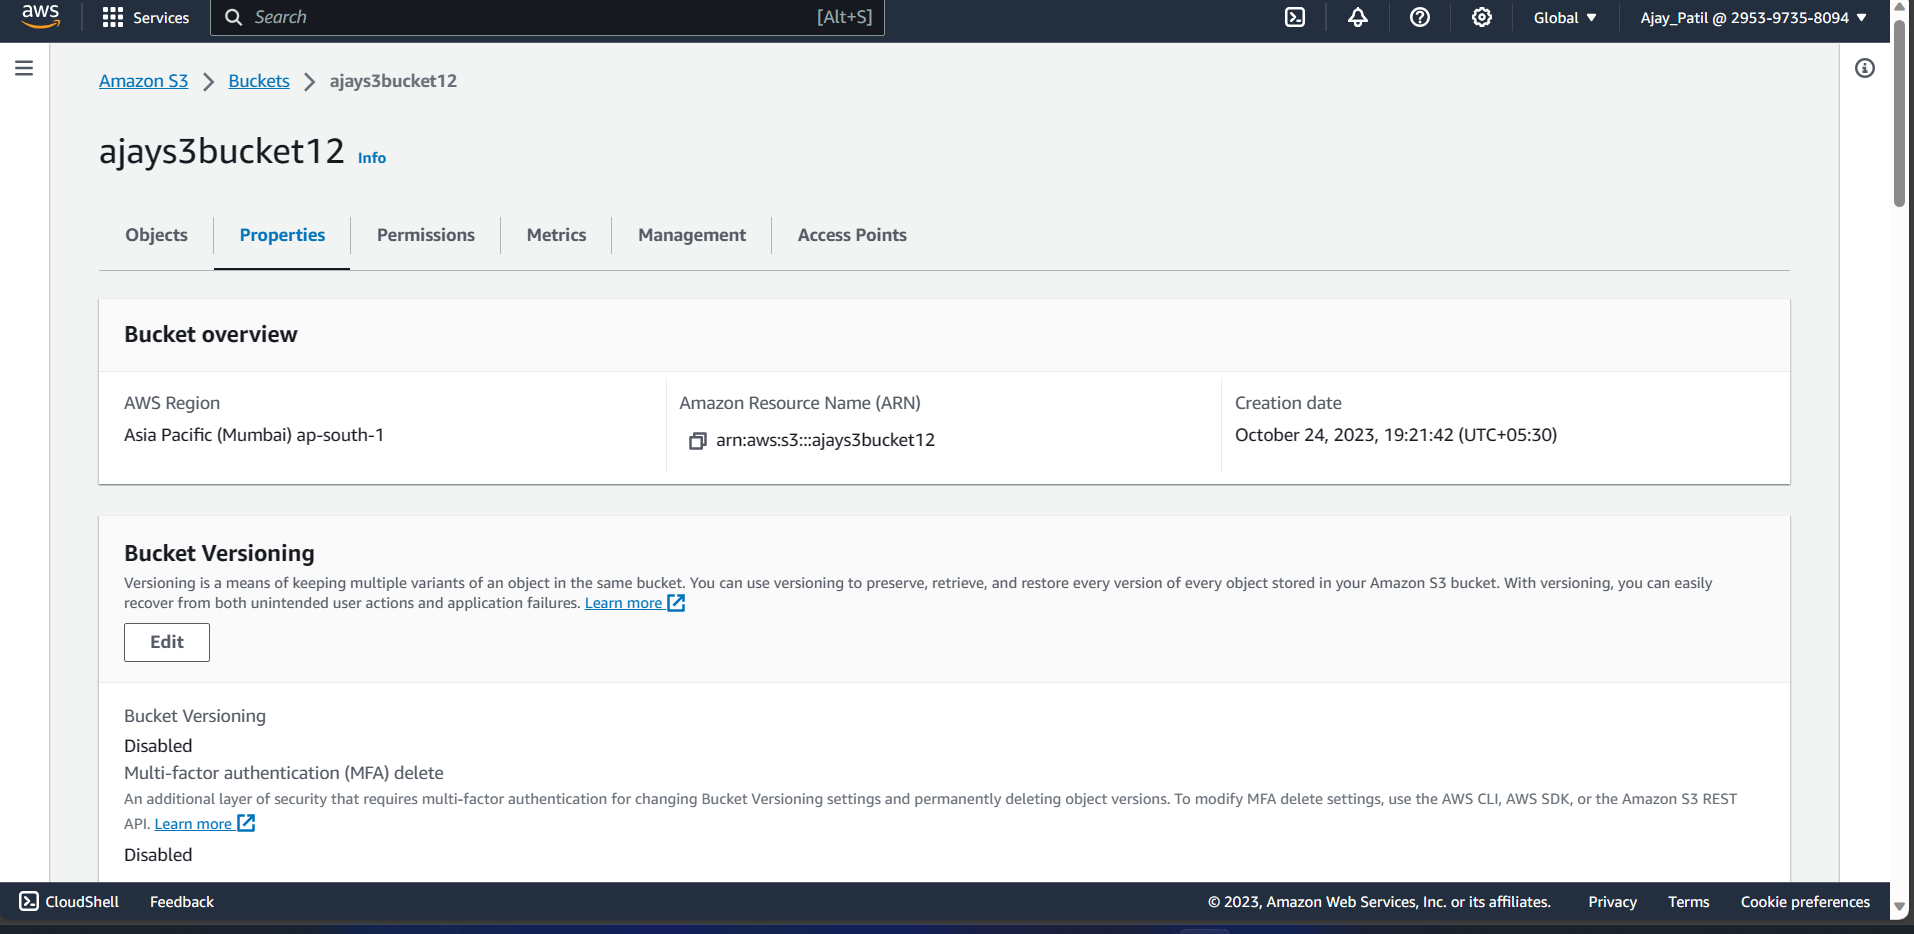 aws
Services
Search
[Alt+S]
Global
Ajay_Patil @ 2953-9735-8094
Amazon S3
Buckets
ajays3bucket12
ajays3bucket12 Info
Objects
Properties
Permissions
Metrics
Management
Access Points
Bucket overview
AWS Region
Asia Pacific (Mumbai) ap-south-1
Amazon Resource Name (ARN)
arn:aws:s3:::ajays3bucket12
Creation date
October 24, 2023, 19:21:42 (UTC+05:30)
Bucket Versioning
Versioning is a means of keeping multiple variants of an object in the same bucket. You can use versioning to preserve, retrieve, and restore every version of every object stored in your Amazon S3 bucket. With versioning, you can easily
recover from both unintended user actions and application failures. Learn more
Edit
Bucket Versioning
Disabled
Multi-factor authentication (MFA) delete
An additional layer of security that requires multi-factor authentication for changing Bucket Versioning settings and permanently deleting object versions. To modify MFA delete settings, use the AWS CLI, AWS SDK, or the Amazon S3 REST
API. Learn more
Disabled
CloudShell
Feedback
© 2023, Amazon Web Services, Inc. or its affiliates.
Privacy
Terms
Cookie preferences